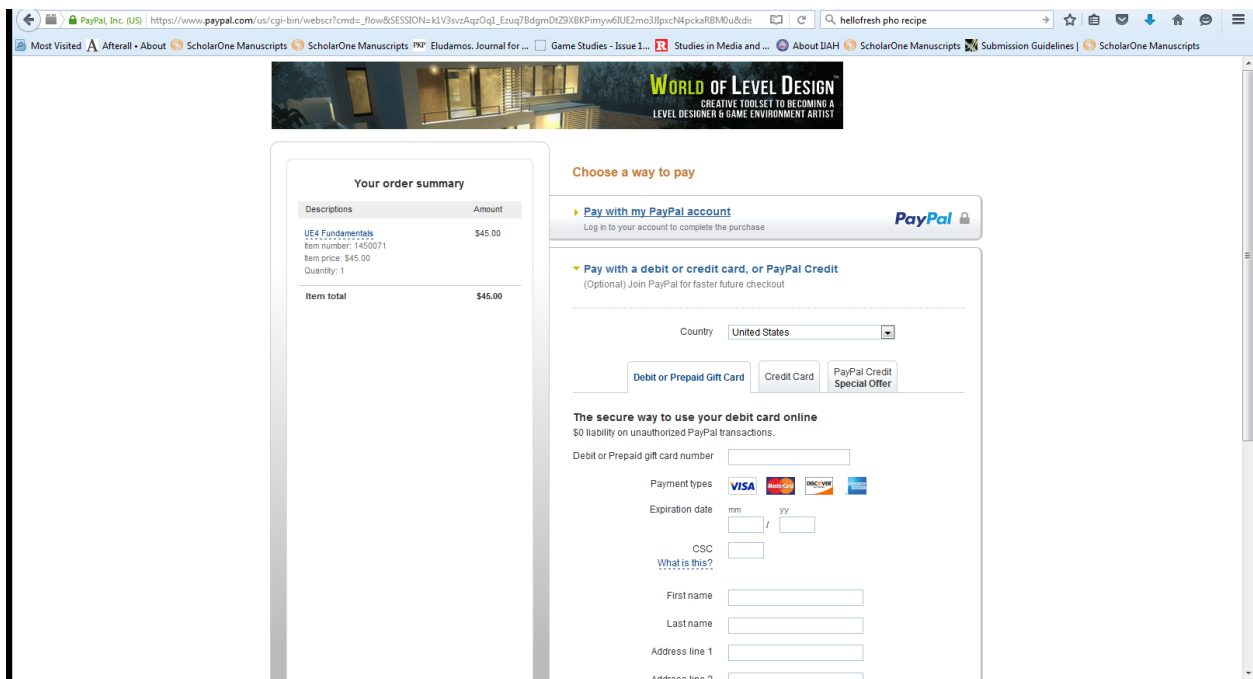 PayPal, Inc. (US) https://www.paypal.com/us/cgi-bin/webscr?cmd=_flow&SESSION=k1V3svzAqzOq1_Ezuq7BdgmDtZ9XBKPimyw6IUE2mo3JlpxcN4pckaRBM0u&dis
hellofresh pho recipe
Most Visited
Afterall • About
ScholarOne Manuscripts
ScholarOne Manuscripts
PKP Eludamos. Journal for ...
Game Studies - Issue 1...
R Studies in Media and ...
About IJAH
ScholarOne Manuscripts
Submission Guidelines |
ScholarOne Manuscripts
WORLD OF LEVEL DESIGN™
CREATIVE TOOLSET TO BECOMING A
LEVEL DESIGNER & GAME ENVIRONMENT ARTIST
Your order summary
Descriptions Amount
UE4 Fundamentals $45.00
Item number: 1450071
Item price: $45.00
Quantity: 1
Item total $45.00
Choose a way to pay
Pay with my PayPal account
Log in to your account to complete the purchase
PayPal
Pay with a debit or credit card, or PayPal Credit
(Optional) Join PayPal for faster future checkout
Country United States
Debit or Prepaid Gift Card
Credit Card
PayPal Credit
Special Offer
The secure way to use your debit card online
$0 liability on unauthorized PayPal transactions.
Debit or Prepaid gift card number
Payment types VISA MasterCard DISCOVER
Expiration date mm yy
/
CSC
What is this?
First name
Last name
Address line 1
Address line 2